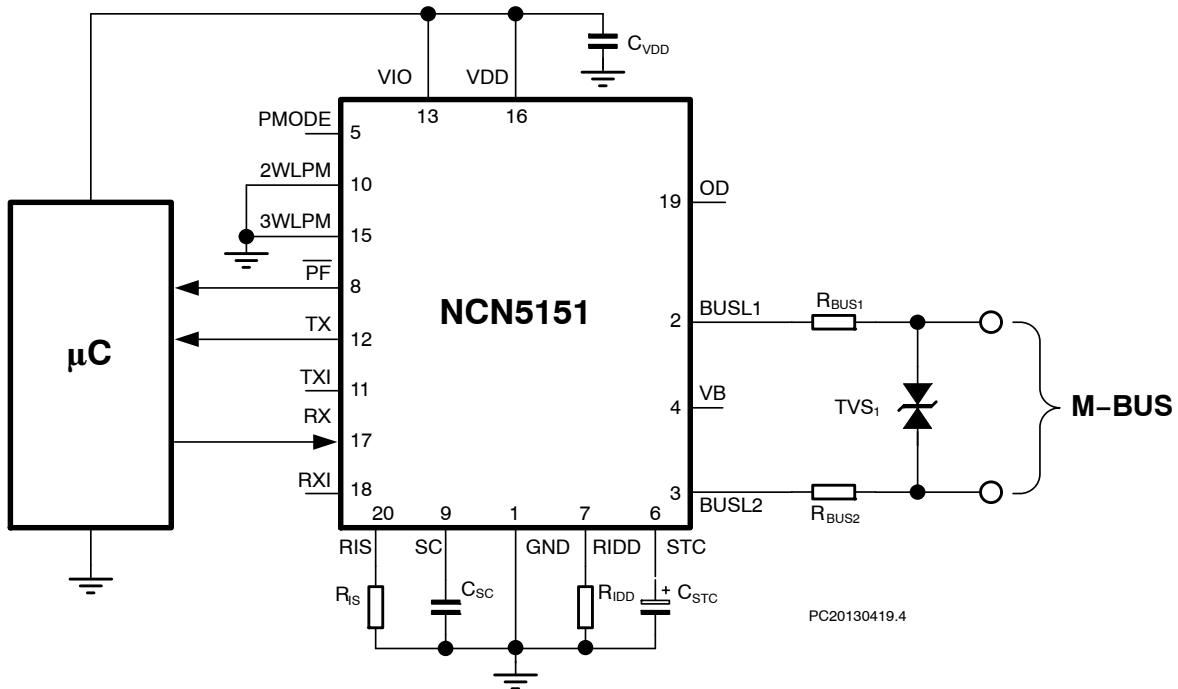 C_VDD
VIO VDD
13 16
PMODE 5
2WLPM 10
3WLPM 15
19 OD
PF 8
NCN5151
2 BUSL1 R_BUS1
TX 12
μC
TXI 11
4 VB
TVS₁
M−BUS
RX 17
RXI 18
3 BUSL2 R_BUS2
20 9 1 7 6
RIS SC GND RIDD STC
R_IS C_SC R_IDD + C_STC
PC20130419.4